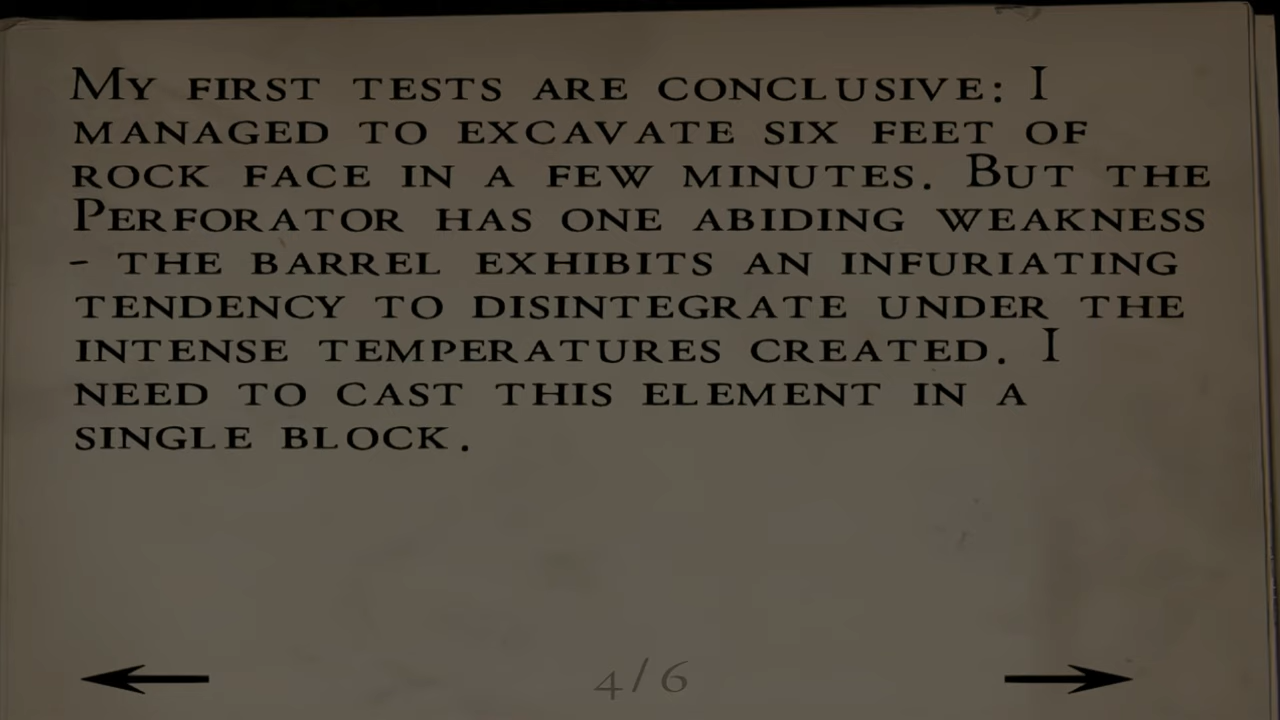 My first tests are conclusive: I
managed to excavate six feet of
rock face in a few minutes. But the
Perforator has one abiding weakness
- the barrel exhibits an infuriating
tendency to disintegrate under the
intense temperatures created. I
need to cast this element in a
single block.
4/6